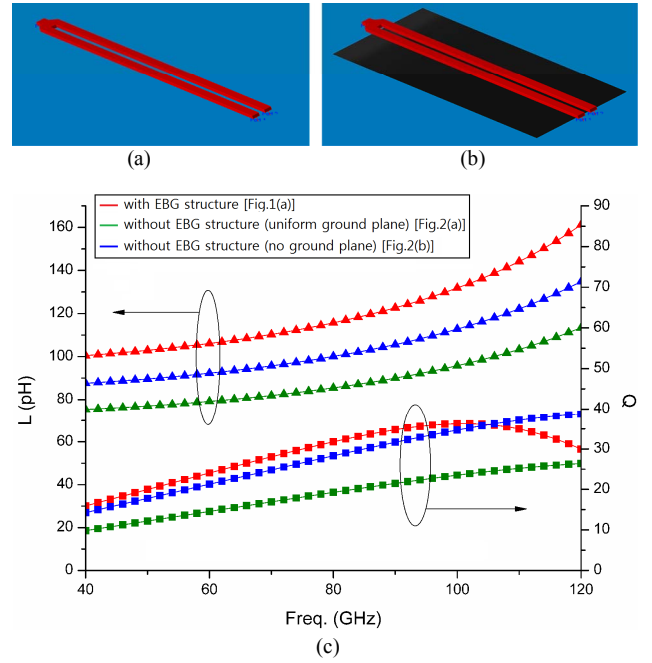 (a)
(b)
with EBG structure [Fig.1(a)]
without EBG structure (uniform ground plane) [Fig.2(a)]
without EBG structure (no ground plane) [Fig.2(b)]
160
140
120
100
80
60
40
20
0
L (pH)
90
80
70
60
50
40
30
20
10
0
Q
40
60
80
100
120
Freq. (GHz)
(c)